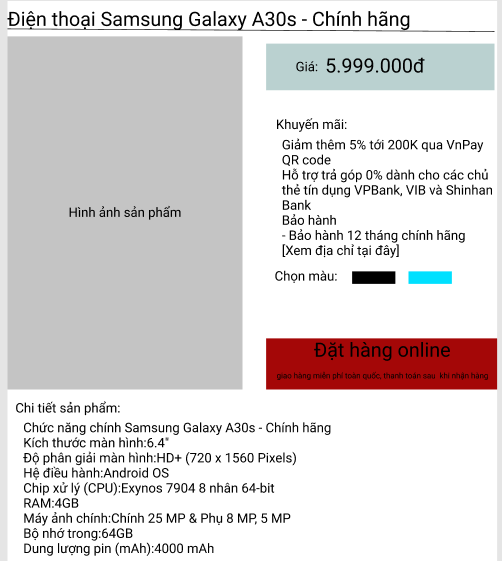 Điện thoại Samsung Galaxy A30s - Chính hãng
Hình ảnh sản phẩm
Giá: 5.999.000đ
Khuyến mãi:
Giảm thêm 5% tới 200K qua VnPay
QR code
Hỗ trợ trả góp 0% dành cho các chủ
thẻ tín dụng VPBank, VIB và Shinhan
Bank
Bảo hành
- Bảo hành 12 tháng chính hãng
[Xem địa chỉ tại đây]
Chọn màu:
Đặt hàng online
giao hàng miễn phí toàn quốc, thanh toán sau khi nhận hàng
Chi tiết sản phẩm:
Chức năng chính Samsung Galaxy A30s - Chính hãng
Kích thước màn hình:6.4"
Độ phân giải màn hình:HD+ (720 x 1560 Pixels)
Hệ điều hành:Android OS
Chip xử lý (CPU):Exynos 7904 8 nhân 64-bit
RAM:4GB
Máy ảnh chính:Chính 25 MP & Phụ 8 MP, 5 MP
Bộ nhớ trong:64GB
Dung lượng pin (mAh):4000 mAh